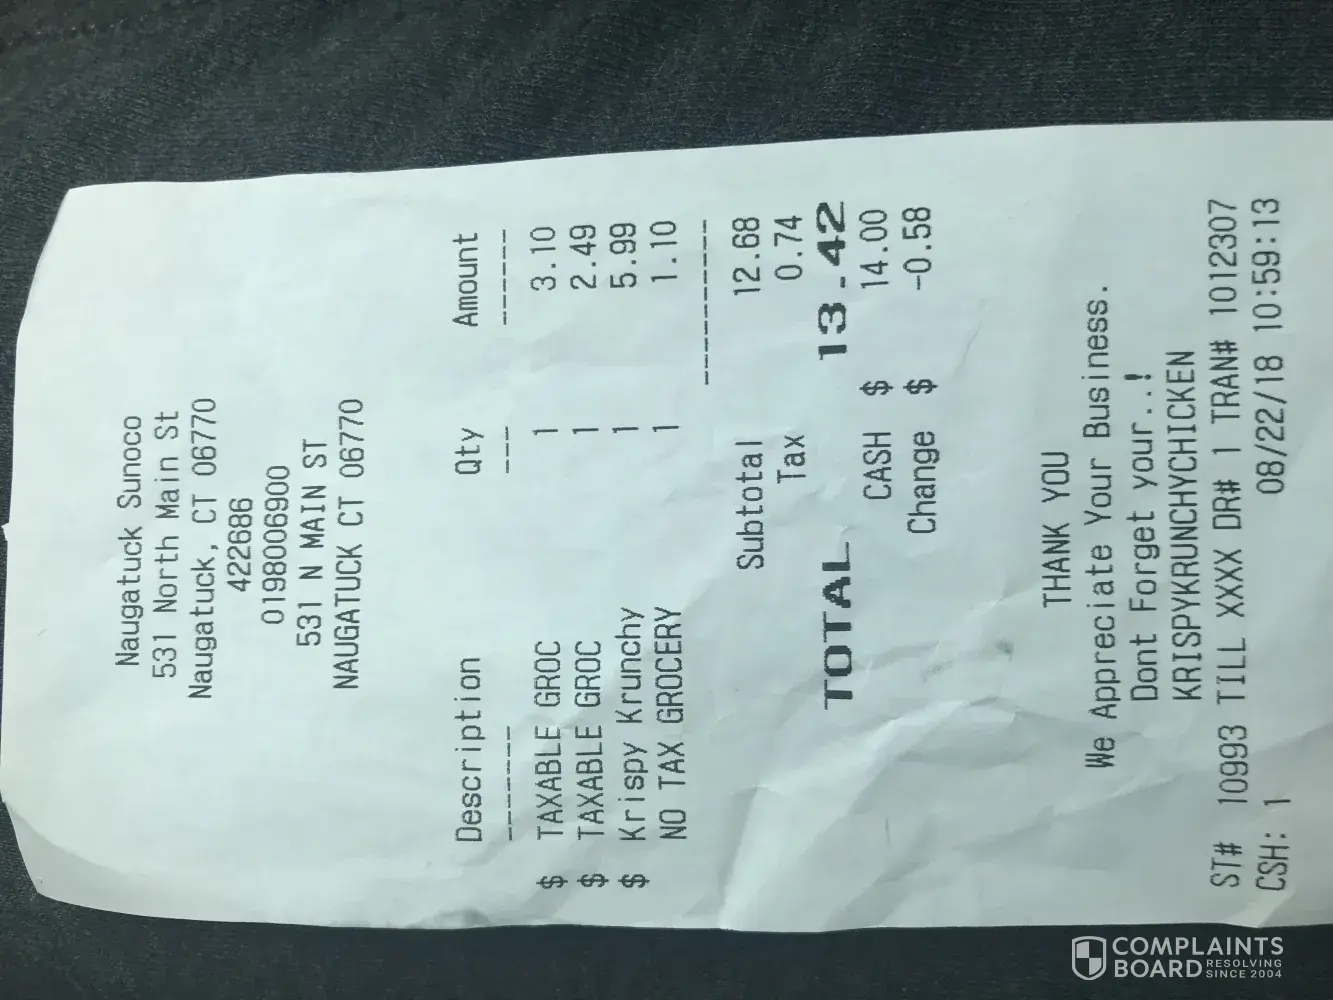 Naugatuck Sunoco
531 North Main St
Naugatuck, CT 06770
422686
0198006900
531 N MAIN ST
NAUGATUCK CT 06770
Description Qty Amount
------- --- ------
$ TAXABLE GROC 1 3.10
$ TAXABLE GROC 1 2.49
$ Krispy Krunchy 1 5.99
NO TAX GROCERY 1 1.10
----------
Subtotal 12.68
Tax 0.74
TOTAL 13.42
CASH $ 14.00
Change $ -0.58
THANK YOU
We Appreciate Your Business.
Dont Forget your..!
KRISPYKRUNCHYCHICKEN
ST# 10993 TILL XXXX DR# 1 TRAN# 1012307
CSH: 1 08/22/18 10:59:13
COMPLAINTS
BOARD RESOLVING
SINCE 2004